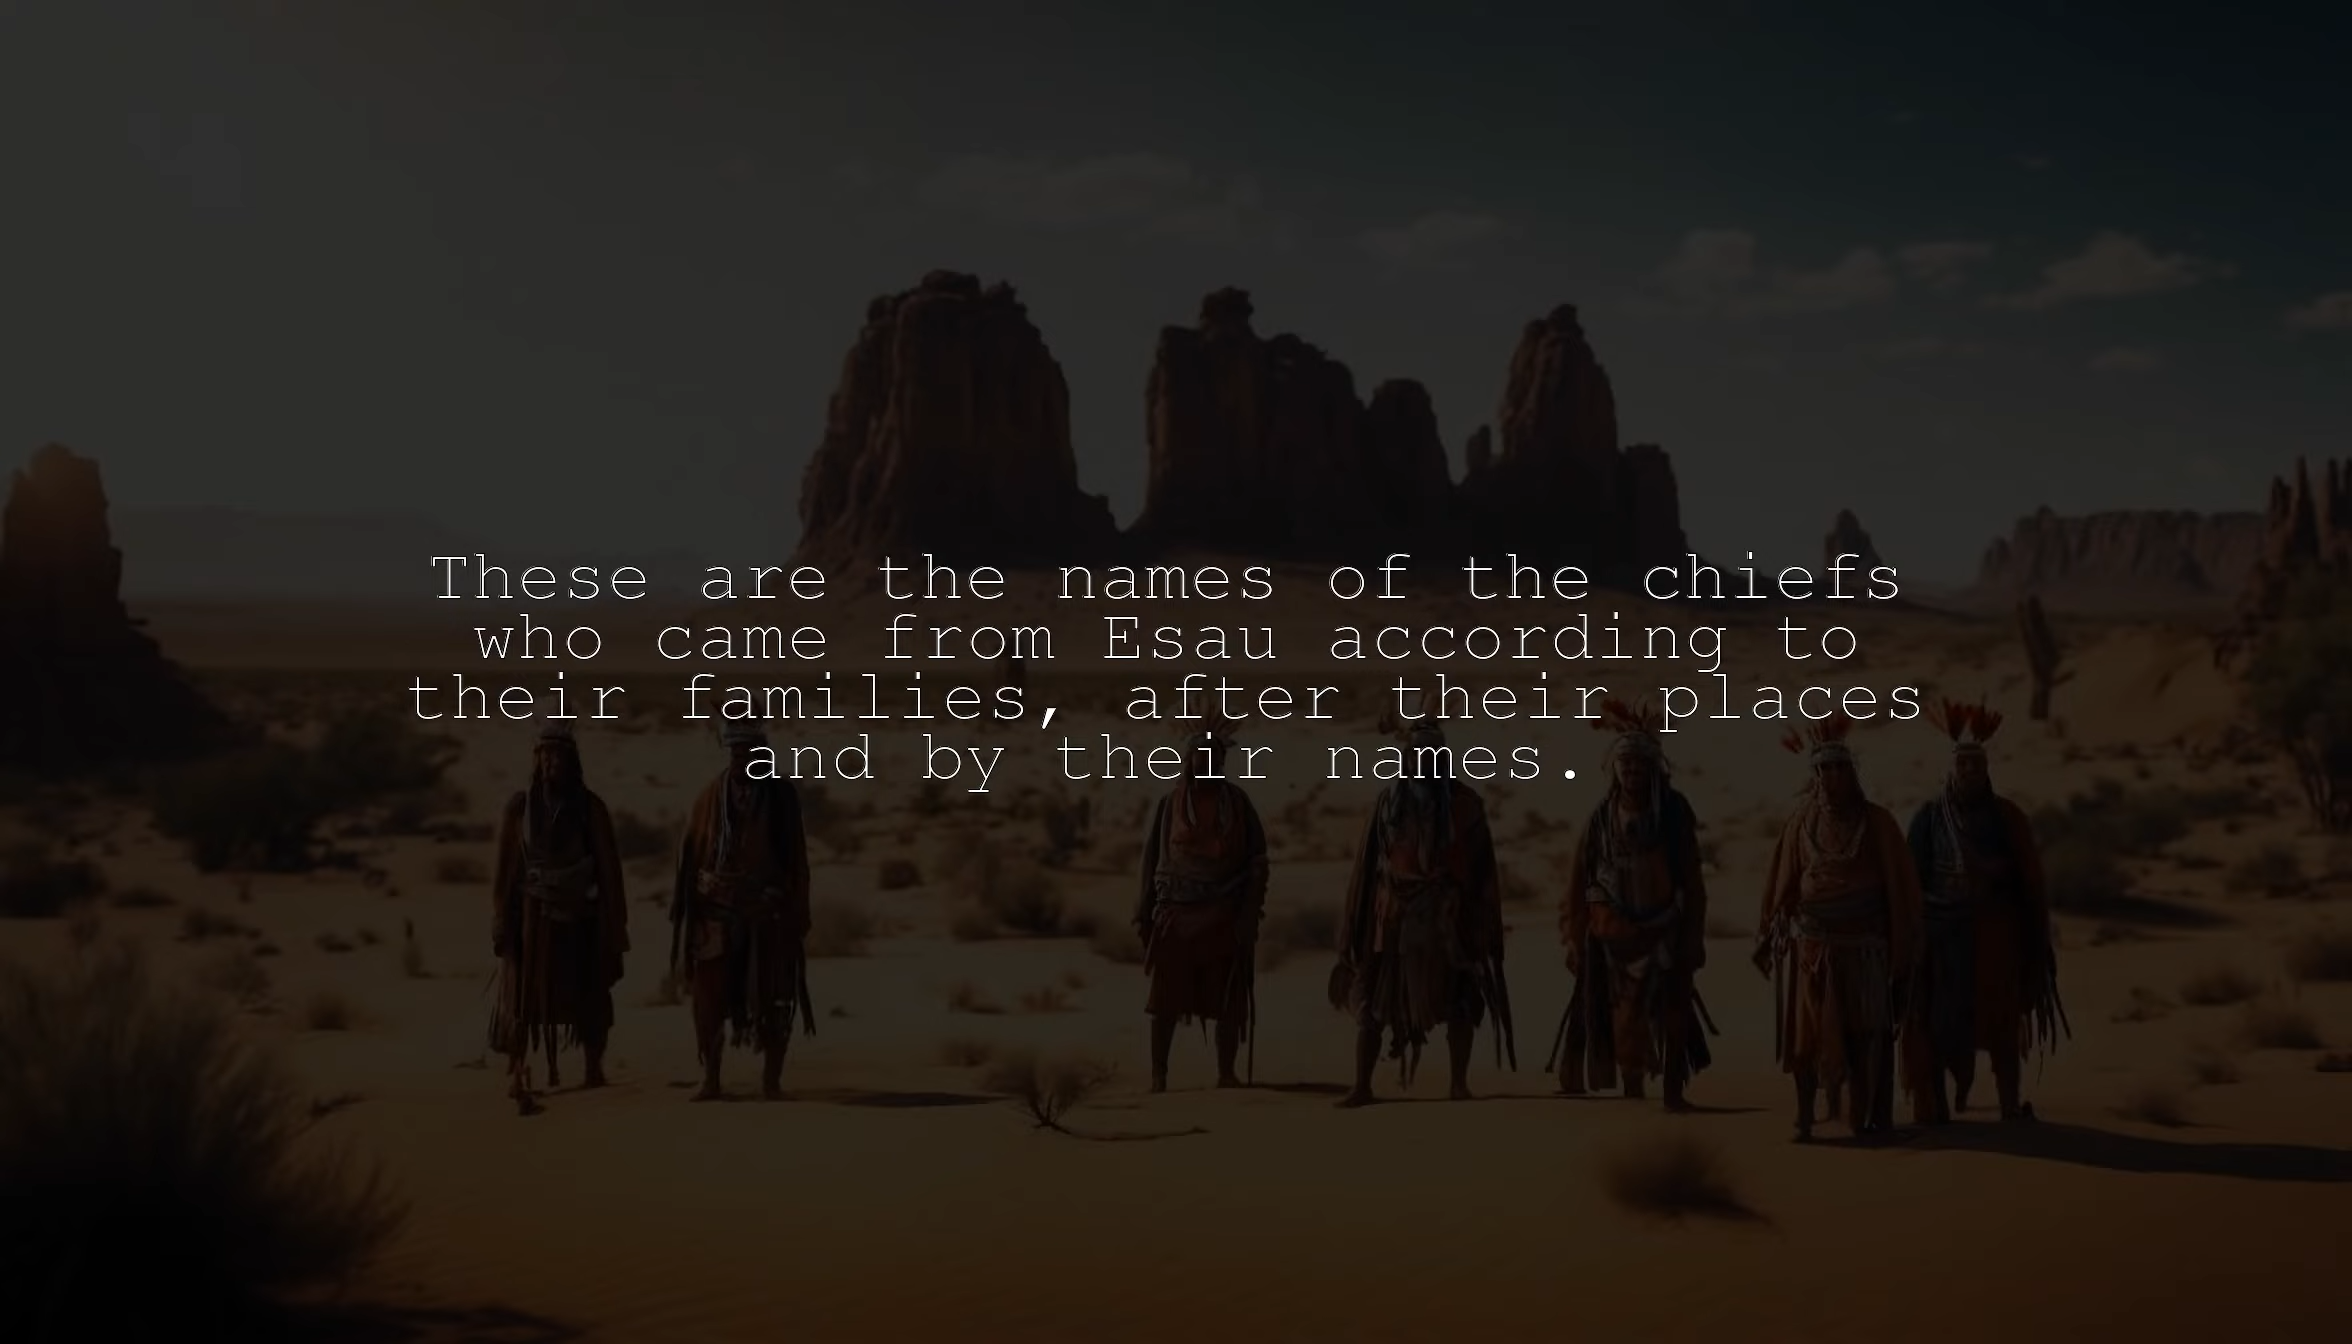 These are the names of the chiefs
who came from Esau according to
their families, after their places
and by their names.